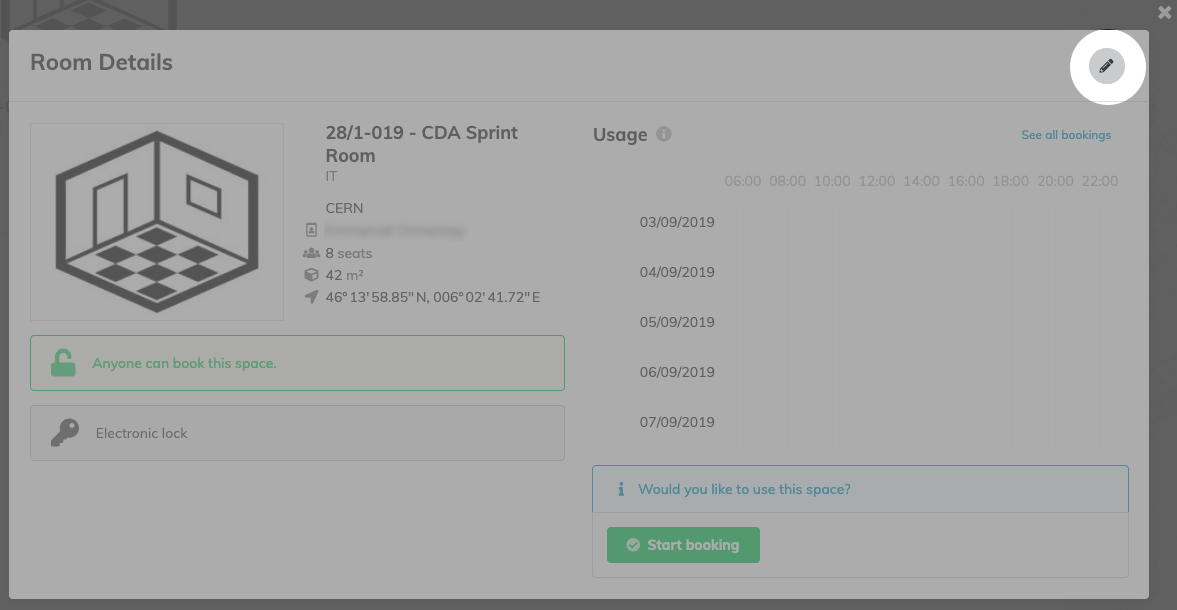 Room Details
28/1-019 - CDA Sprint
Room
IT
CERN
8 seats
42 m²
46° 13' 58.85" N, 006° 02' 41.72" E
Anyone can book this space.
Electronic lock
Usage
See all bookings
06:00 08:00 10:00 12:00 14:00 16:00 18:00 20:00 22:00
03/09/2019
04/09/2019
05/09/2019
06/09/2019
07/09/2019
Would you like to use this space?
Start booking